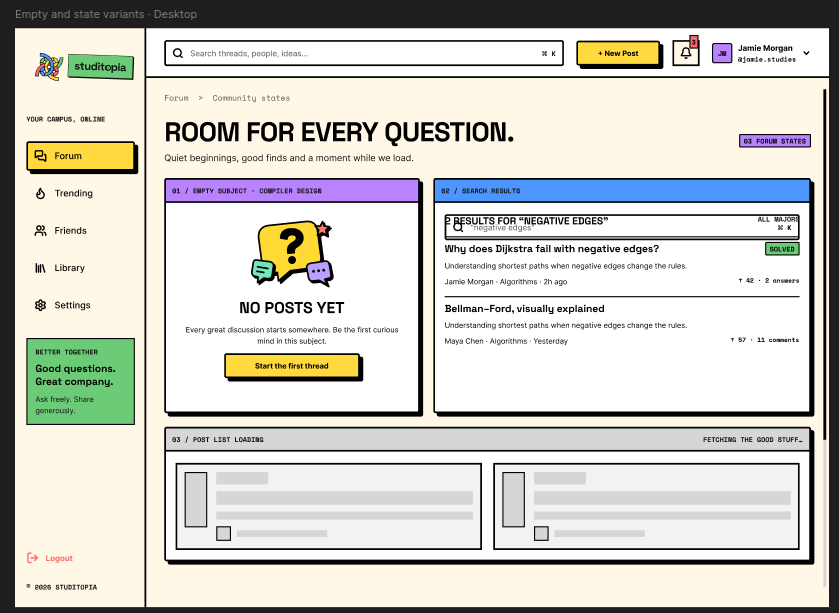 Empty and state variants · Desktop
studitopia
Search threads, people, ideas...
⌘ K
+ New Post
3
JM
Jamie Morgan
@jamie.studies
YOUR CAMPUS, ONLINE
Forum
Trending
Friends
Library
Settings
BETTER TOGETHER
Good questions.
Great company.
Ask freely. Share
generously.
Logout
© 2026 STUDITOPIA
Forum > Community states
ROOM FOR EVERY QUESTION.
Quiet beginnings, good finds and a moment while we load.
03 FORUM STATES
01 / EMPTY SUBJECT · COMPILER DESIGN
?
NO POSTS YET
Every great discussion starts somewhere. Be the first curious
mind in this subject.
Start the first thread
02 / SEARCH RESULTS
2 RESULTS FOR “NEGATIVE EDGES”
ALL MAJORS
"negative edges"
⌘ K
Why does Dijkstra fail with negative edges?
SOLVED
Understanding shortest paths when negative edges change the rules.
Jamie Morgan · Algorithms · 2h ago
↑ 42 · 2 answers
Bellman–Ford, visually explained
Understanding shortest paths when negative edges change the rules.
Maya Chen · Algorithms · Yesterday
↑ 57 · 11 comments
03 / POST LIST LOADING
FETCHING THE GOOD STUFF…